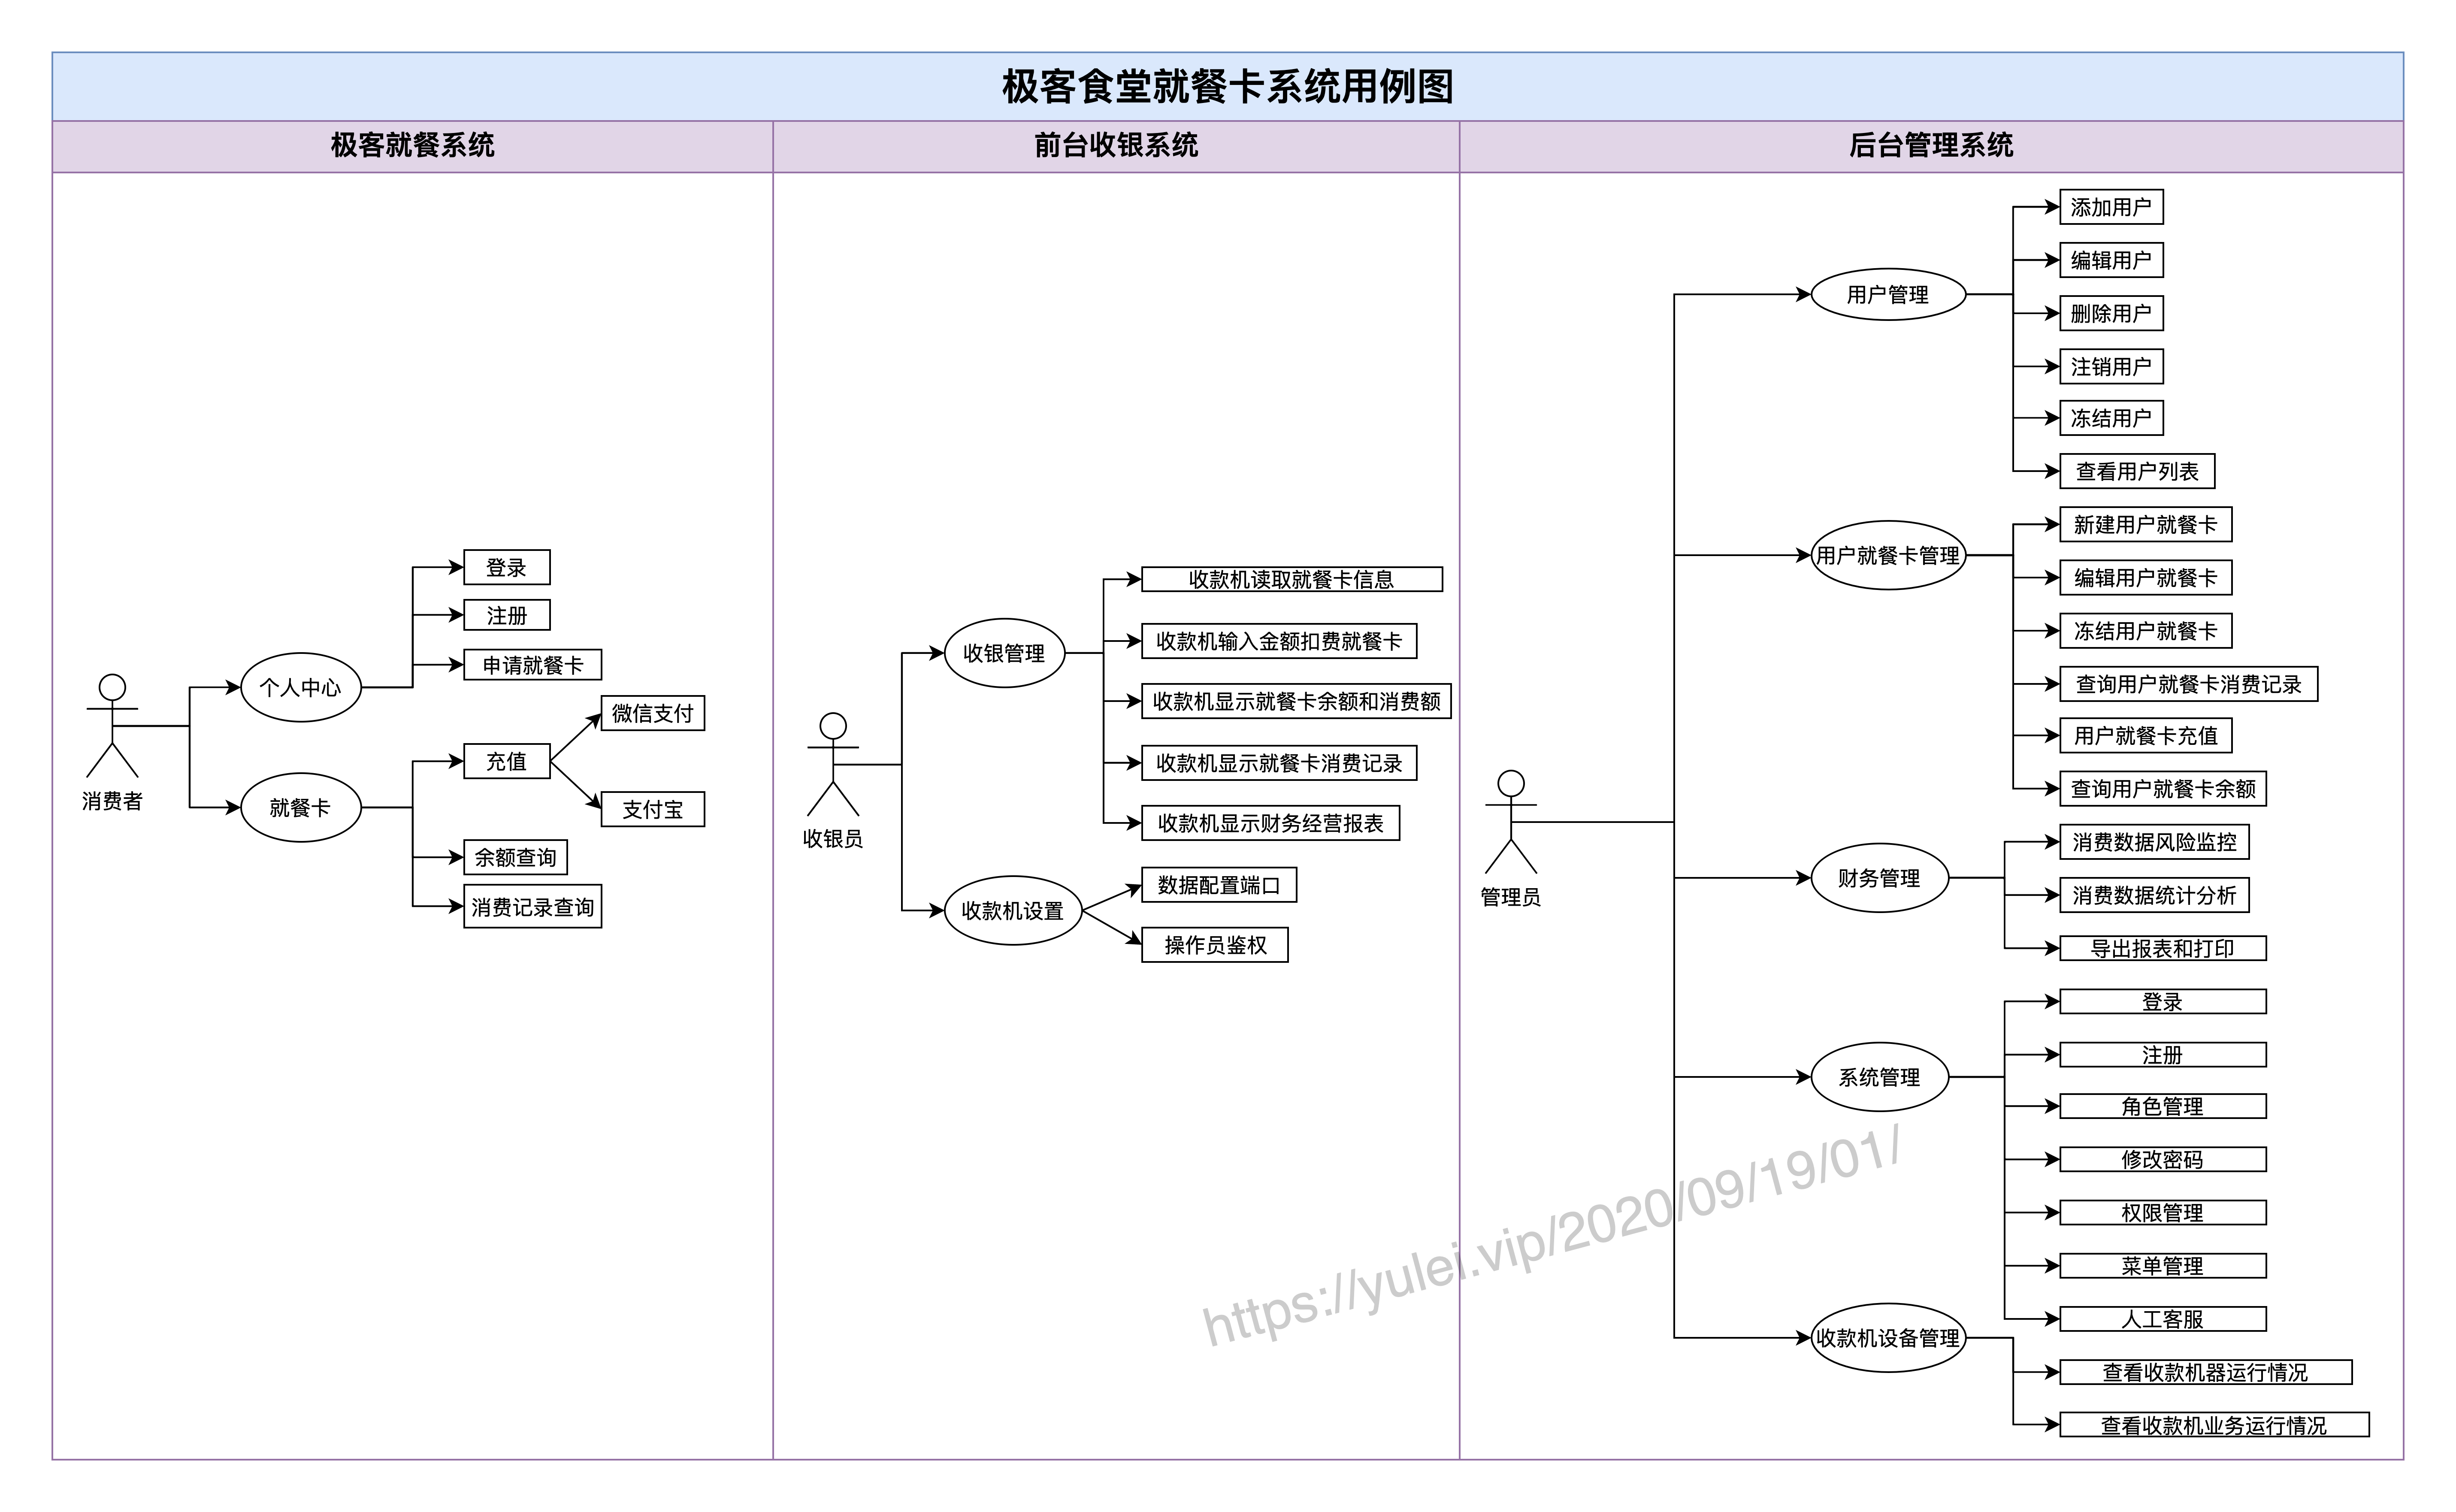 极客食堂就餐卡系统用例图
极客就餐系统
前台收银系统
后台管理系统
消费者
个人中心
登录
注册
申请就餐卡
就餐卡
充值
微信支付
支付宝
余额查询
消费记录查询
收银员
收银管理
收款机读取就餐卡信息
收款机输入金额扣费就餐卡
收款机显示就餐卡余额和消费额
收款机显示就餐卡消费记录
收款机显示财务经营报表
收款机设置
数据配置端口
操作员鉴权
管理员
用户管理
添加用户
编辑用户
删除用户
注销用户
冻结用户
查看用户列表
用户就餐卡管理
新建用户就餐卡
编辑用户就餐卡
冻结用户就餐卡
查询用户就餐卡消费记录
用户就餐卡充值
查询用户就餐卡余额
财务管理
消费数据风险监控
消费数据统计分析
导出报表和打印
系统管理
登录
注册
角色管理
修改密码
权限管理
菜单管理
人工客服
收款机设备管理
查看收款机器运行情况
查看收款机业务运行情况
https://yulei.vip/2020/09/19/01/